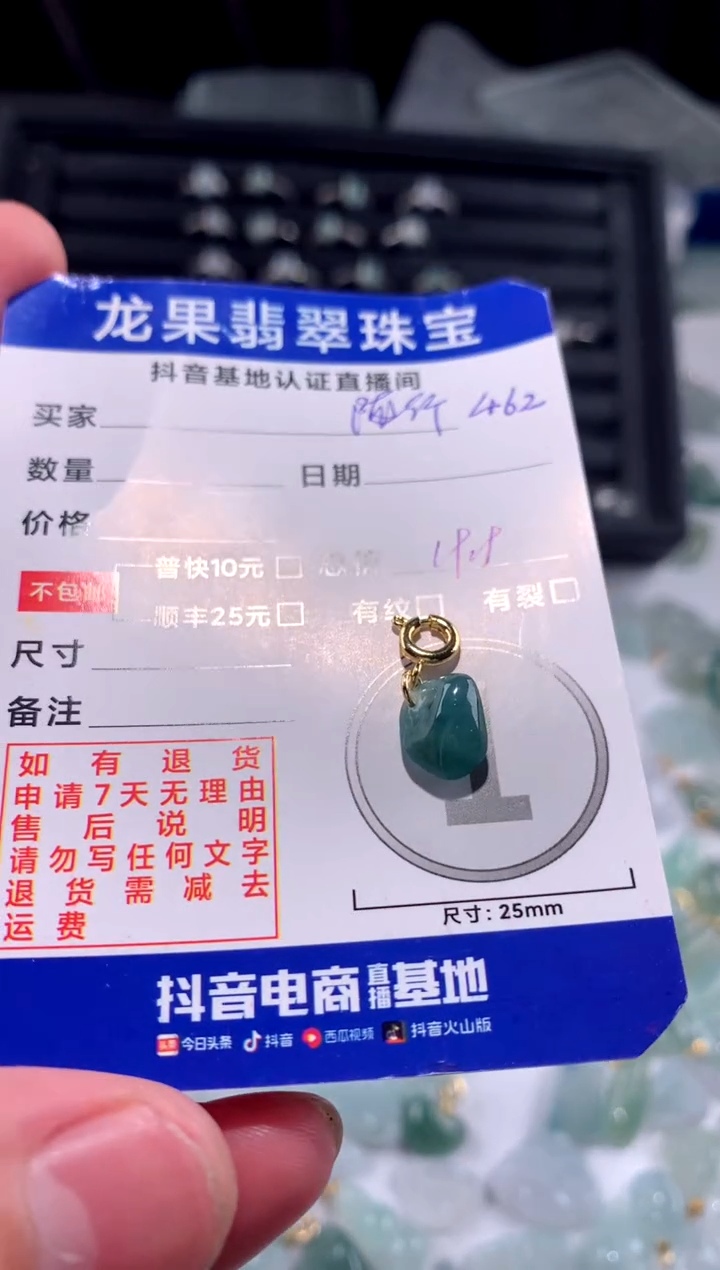 龙果翡翠珠宝
抖音基地认证直播间
买家 462
数量 日期
价格
普快10元
不包
顺丰25元 有纹 有裂
尺寸
备注
如有退货
申请7天无理由
售后说明
请勿写任何文字
退货需减去
运费
1
尺寸：25mm
抖音电商直播基地
头条 今日头条 抖音 西瓜视频 抖音火山版